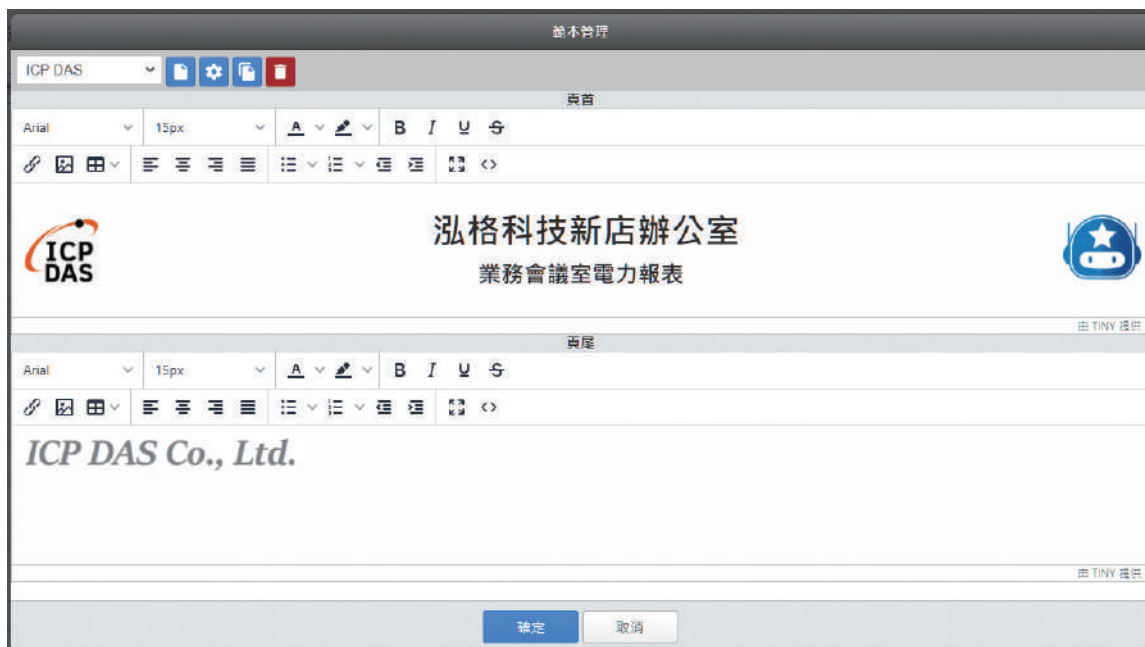 範本管理
ICP DAS
頁首
Arial 15px A B I U S
ICP DAS
泓格科技新店辦公室
業務會議室電力報表
由 TINY 提供
頁尾
Arial 15px A B I U S
ICP DAS Co., Ltd.
由 TINY 提供
確定 取消